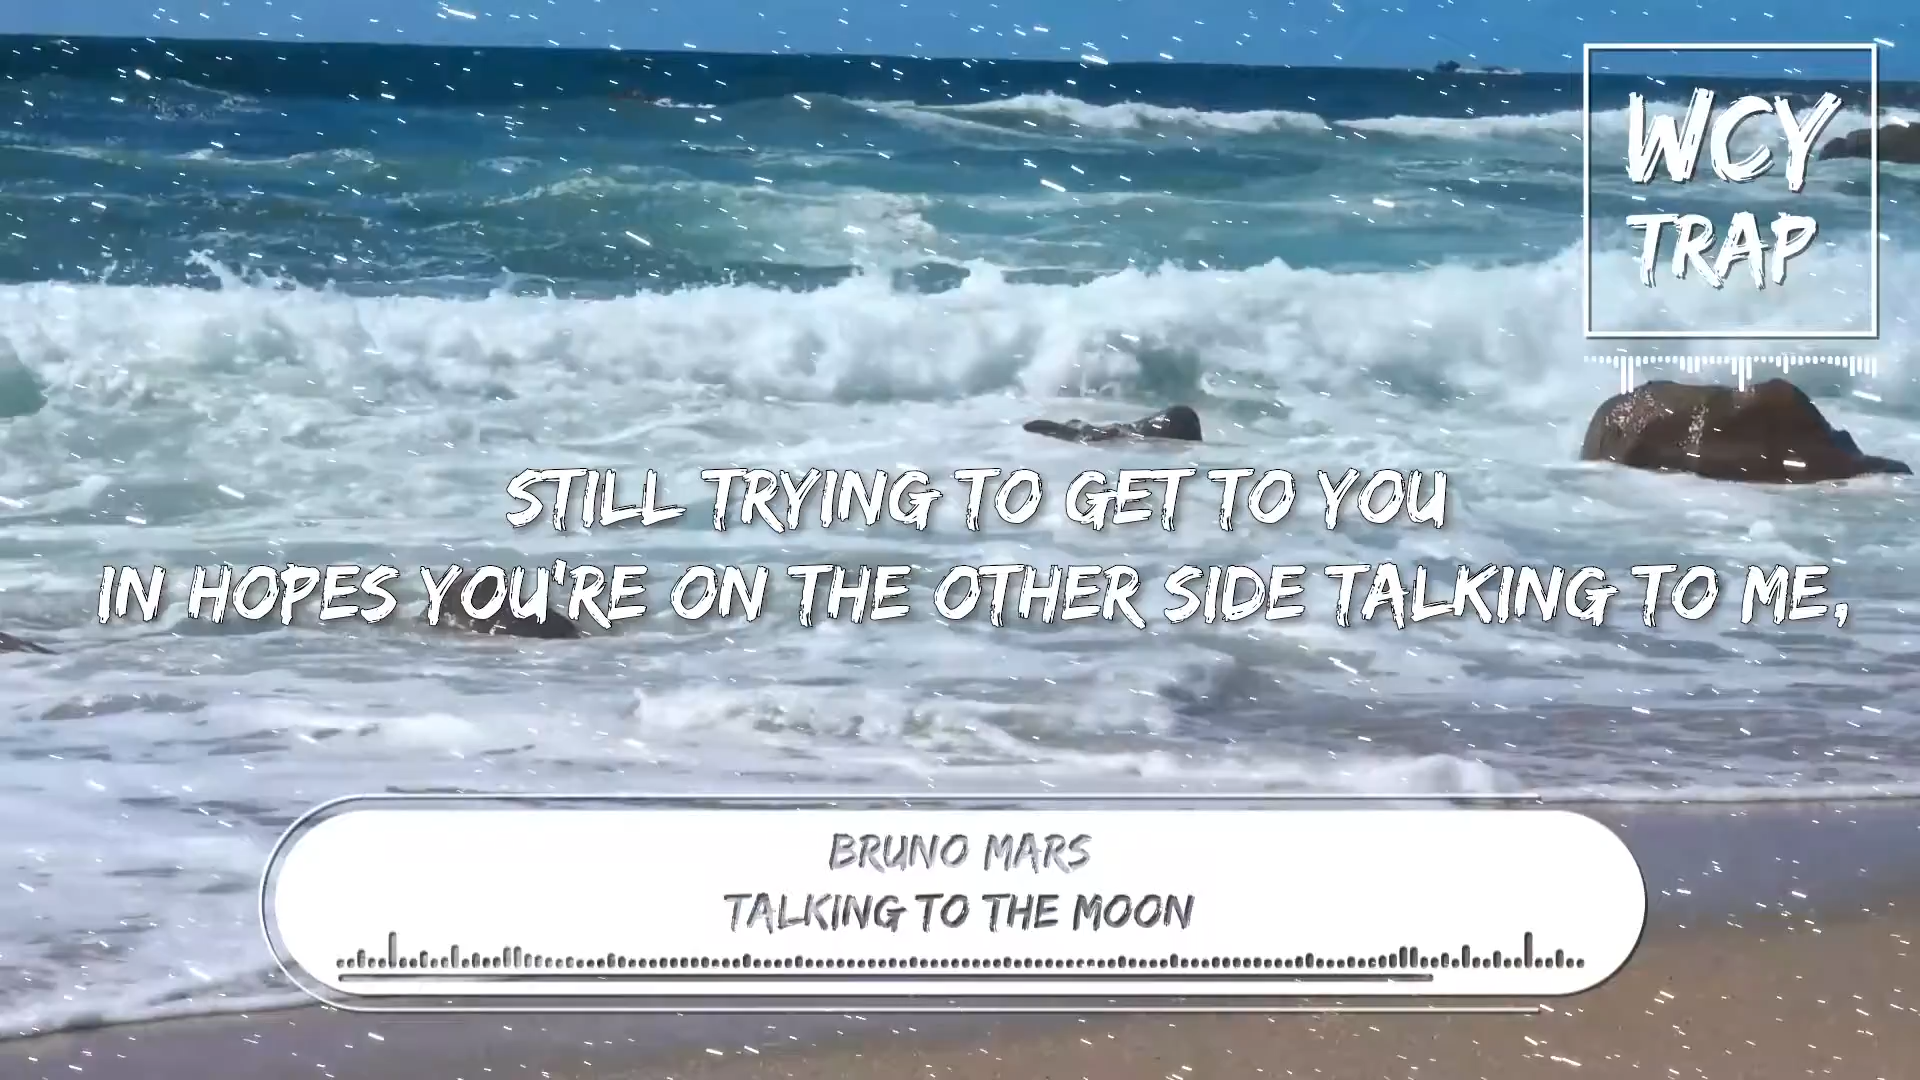 WCY
TRAP
STILL TRYING TO GET TO YOU
IN HOPES YOU'RE ON THE OTHER SIDE TALKING TO ME,
BRUNO MARS
TALKING TO THE MOON